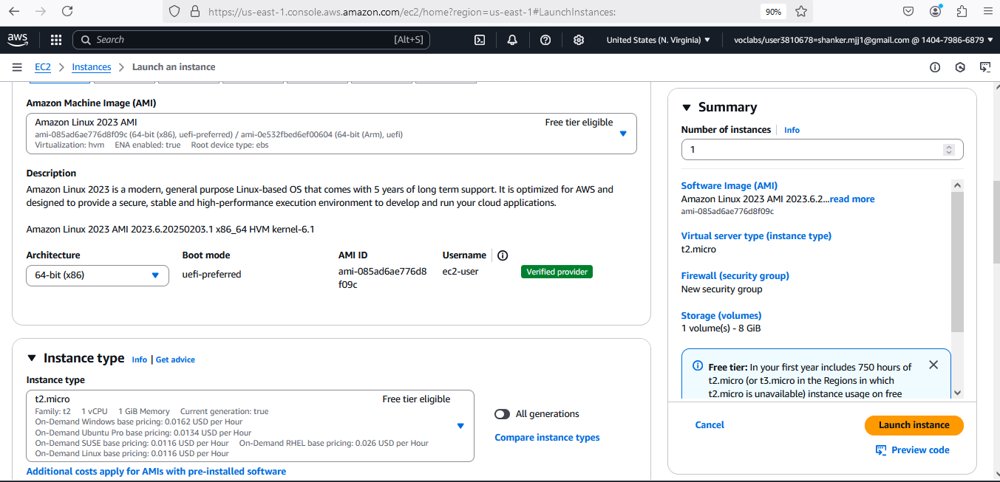 https://us-east-1.console.aws.amazon.com/ec2/home?region=us-east-1#LaunchInstances:
90%
aws
Search
[Alt+S]
United States (N. Virginia)
voclabs/user3810678=shanker.mjj1@gmail.com @ 1404-7986-6879
EC2
Instances
Launch an instance
Amazon Machine Image (AMI)
Amazon Linux 2023 AMI
Free tier eligible
ami-085ad6ae776d8f09c (64-bit (x86), uefi-preferred) / ami-0e532fbed6ef00604 (64-bit (Arm), uefi)
Virtualization: hvm ENA enabled: true Root device type: ebs
Description
Amazon Linux 2023 is a modern, general purpose Linux-based OS that comes with 5 years of long term support. It is optimized for AWS and
designed to provide a secure, stable and high-performance execution environment to develop and run your cloud applications.
Amazon Linux 2023 AMI 2023.6.20250203.1 x86_64 HVM kernel-6.1
Architecture
64-bit (x86)
Boot mode
uefi-preferred
AMI ID
ami-085ad6ae776d8
f09c
Username
ec2-user
Verified provider
Instance type
Info | Get advice
Instance type
t2.micro
Free tier eligible
Family: t2 1 vCPU 1 GiB Memory Current generation: true
On-Demand Windows base pricing: 0.0162 USD per Hour
On-Demand Ubuntu Pro base pricing: 0.0134 USD per Hour
On-Demand SUSE base pricing: 0.0116 USD per Hour On-Demand RHEL base pricing: 0.026 USD per Hour
On-Demand Linux base pricing: 0.0116 USD per Hour
All generations
Compare instance types
Additional costs apply for AMIs with pre-installed software
Summary
Number of instances
Info
1
Software Image (AMI)
Amazon Linux 2023 AMI 2023.6.2...read more
ami-085ad6ae776d8f09c
Virtual server type (instance type)
t2.micro
Firewall (security group)
New security group
Storage (volumes)
1 volume(s) - 8 GiB
Free tier: In your first year includes 750 hours of
t2.micro (or t3.micro in the Regions in which
t2.micro is unavailable) instance usage on free
Cancel
Launch instance
Preview code